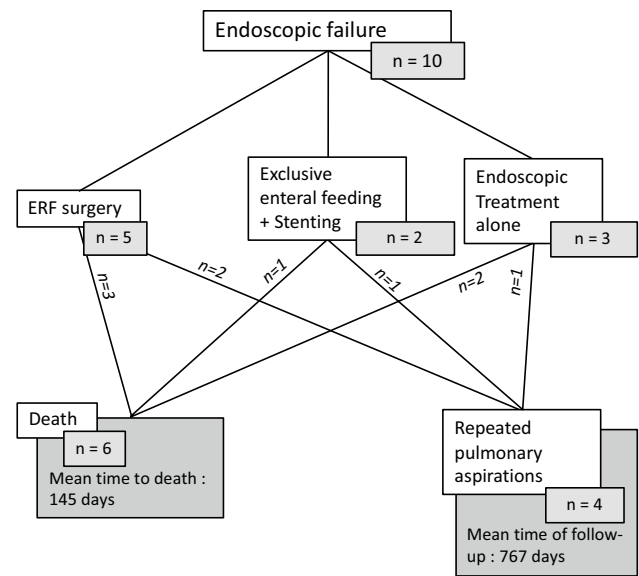 Endoscopic failure
n = 10
ERF surgery
n = 5
Exclusive
enteral feeding
+ Stenting
n = 2
Endoscopic
Treatment
alone
n = 3
n=3
n=2
n=1
n=1
n=2
n=1
Death
n = 6
Mean time to death :
145 days
Repeated
pulmonary
aspirations
n = 4
Mean time of follow-
up : 767 days